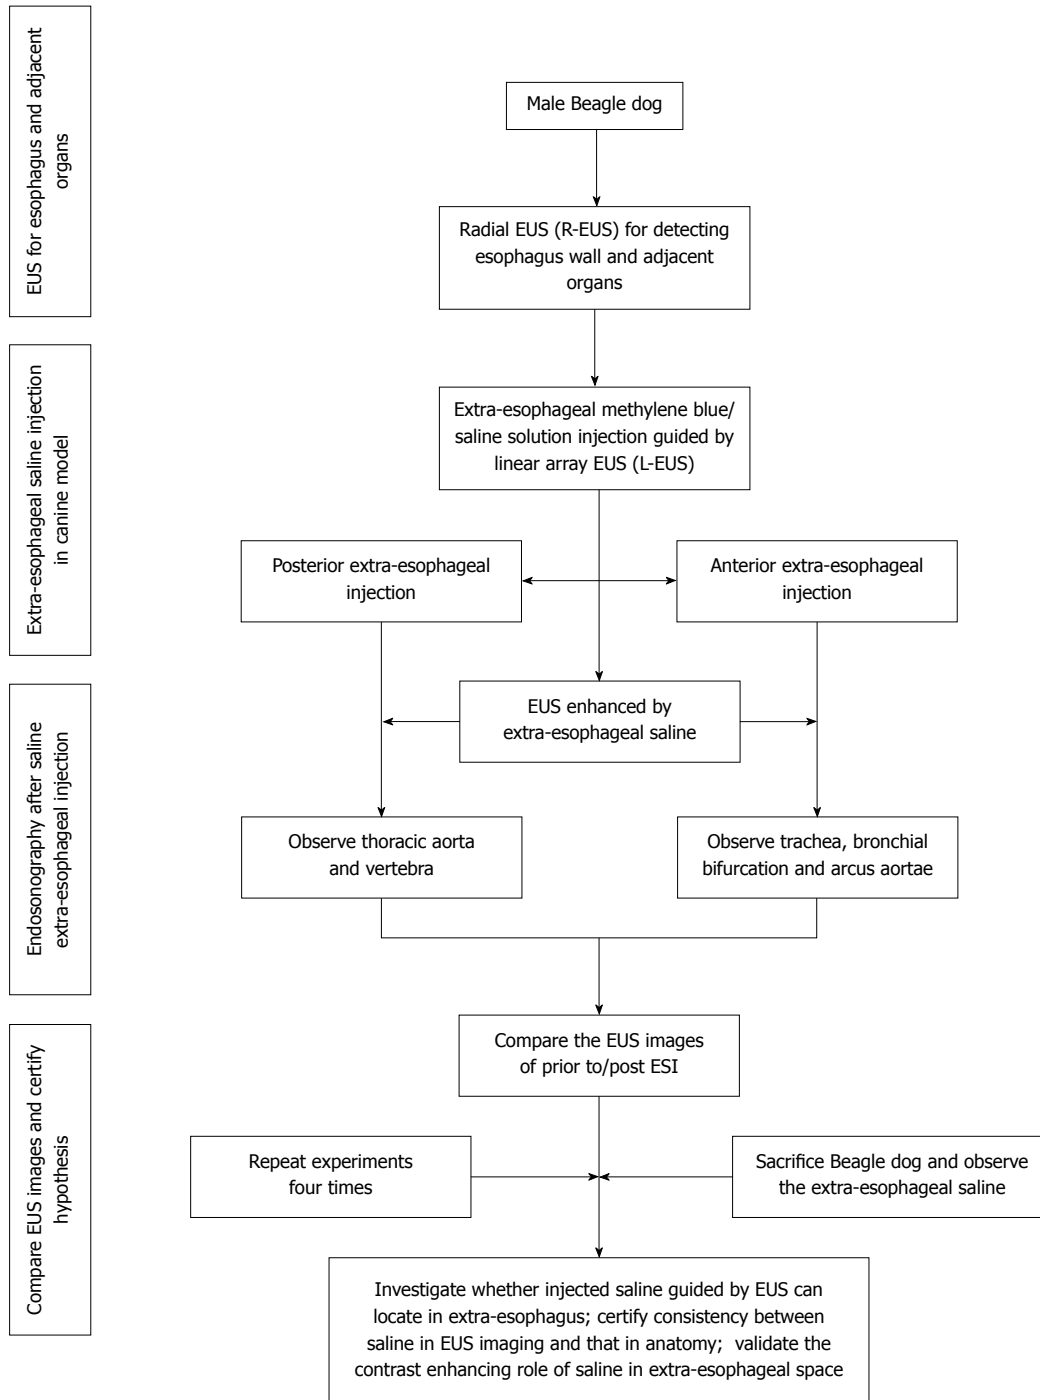 EUS for esophagus and adjacent
organs
Male Beagle dog
Radial EUS (R-EUS) for detecting
esophagus wall and adjacent
organs
Extra-esophageal saline injection
in canine model
Extra-esophageal methylene blue/
saline solution injection guided by
linear array EUS (L-EUS)
Posterior extra-esophageal
injection
Anterior extra-esophageal
injection
Endosonography after saline
extra-esophageal injection
EUS enhanced by
extra-esophageal saline
Observe thoracic aorta
and vertebra
Observe trachea, bronchial
bifurcation and arcus aortae
Compare EUS images and certify
hypothesis
Compare the EUS images
of prior to/post ESI
Repeat experiments
four times
Sacrifice Beagle dog and observe
the extra-esophageal saline
Investigate whether injected saline guided by EUS can
locate in extra-esophagus; certify consistency between
saline in EUS imaging and that in anatomy; validate the
contrast enhancing role of saline in extra-esophageal space